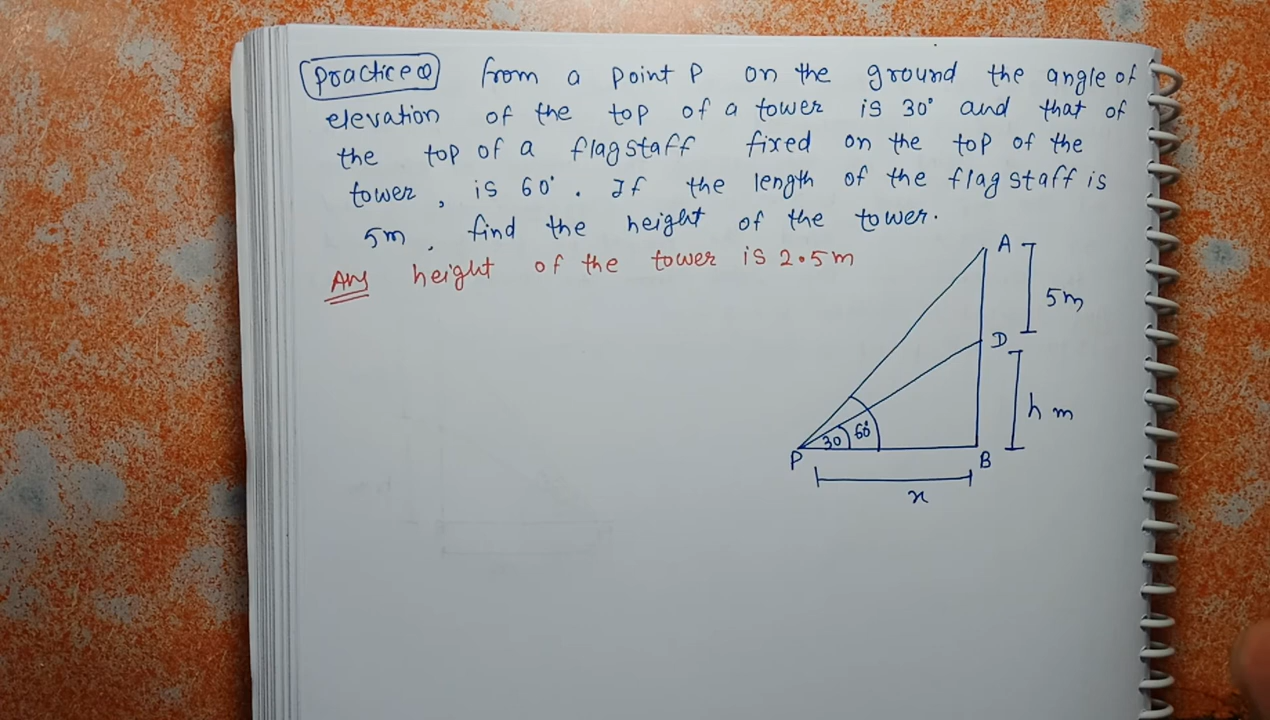 Practice Q from a point P on the ground the angle of
elevation of the top of a tower is 30° and that of
the top of a flagstaff fixed on the top of the
tower, is 60°. If the length of the flagstaff is
5m, find the height of the tower.
Ans height of the tower is 2.5m
A
5m
D
h m
30 60°
P B
x